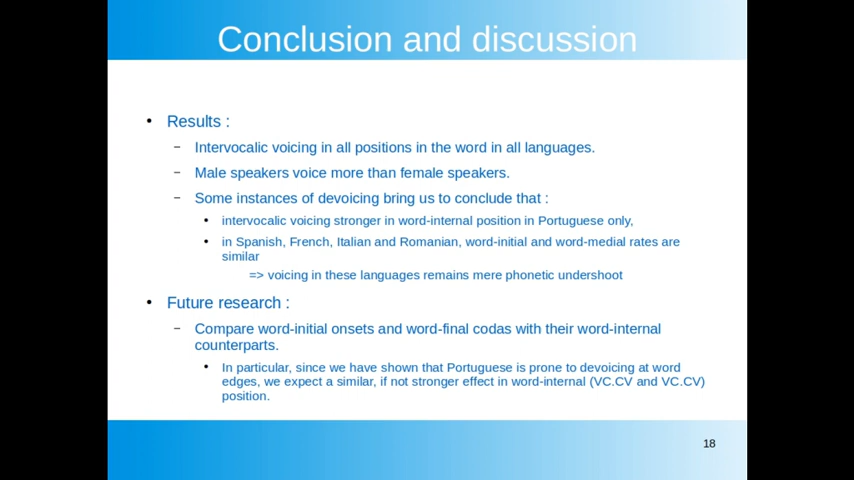 Conclusion and discussion
• Results :
– Intervocalic voicing in all positions in the word in all languages.
– Male speakers voice more than female speakers.
– Some instances of devoicing bring us to conclude that :
• intervocalic voicing stronger in word-internal position in Portuguese only,
• in Spanish, French, Italian and Romanian, word-initial and word-medial rates are
similar
=> voicing in these languages remains mere phonetic undershoot
• Future research :
– Compare word-initial onsets and word-final codas with their word-internal
counterparts.
• In particular, since we have shown that Portuguese is prone to devoicing at word
edges, we expect a similar, if not stronger effect in word-internal (VC.CV and VC.CV)
position.
18